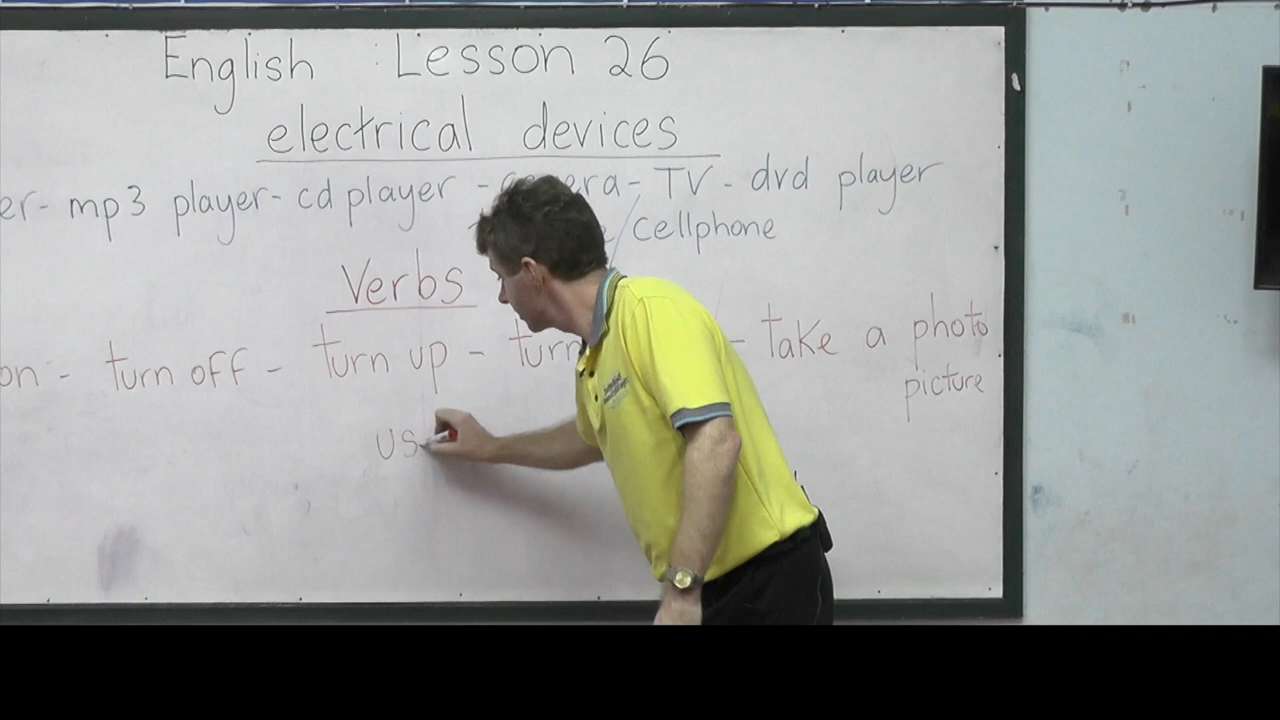 English Lesson 26
electrical devices
er- mp3 player- cd player - camera- TV - dvd player
cellphone
Verbs
on - turn off - turn up - turn - take a photo
picture
us